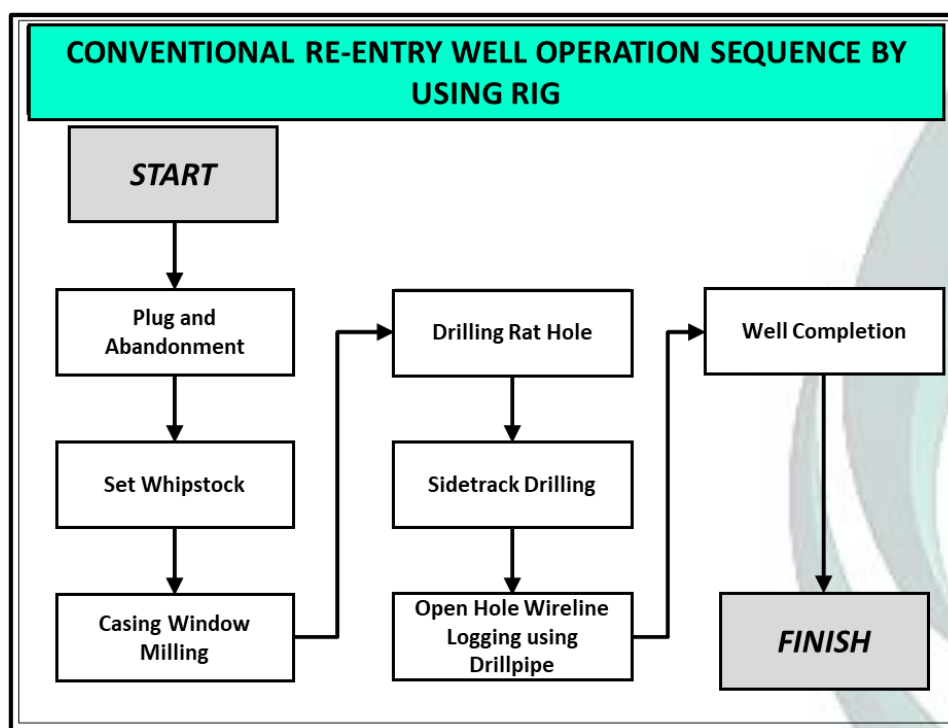 CONVENTIONAL RE-ENTRY WELL OPERATION SEQUENCE BY
USING RIG
START
Plug and
Abandonment
Set Whipstock
Casing Window
Milling
Drilling Rat Hole
Sidetrack Drilling
Open Hole Wireline
Logging using
Drillpipe
Well Completion
FINISH